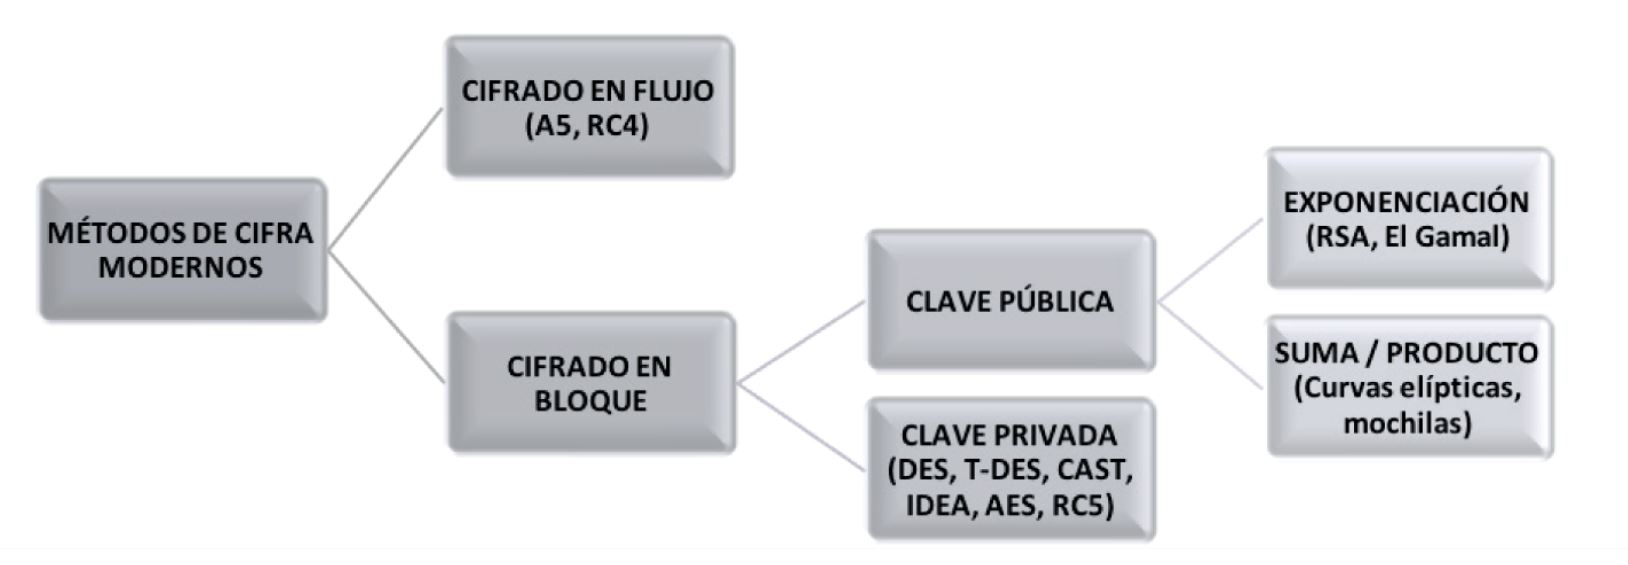 CIFRADO EN FLUJO
(A5, RC4)
MÉTODOS DE CIFRA
MODERNOS
CIFRADO EN
BLOQUE
CLAVE PÚBLICA
CLAVE PRIVADA
(DES, T-DES, CAST,
IDEA, AES, RC5)
EXPONENCIACIÓN
(RSA, El Gamal)
SUMA / PRODUCTO
(Curvas elípticas,
mochilas)